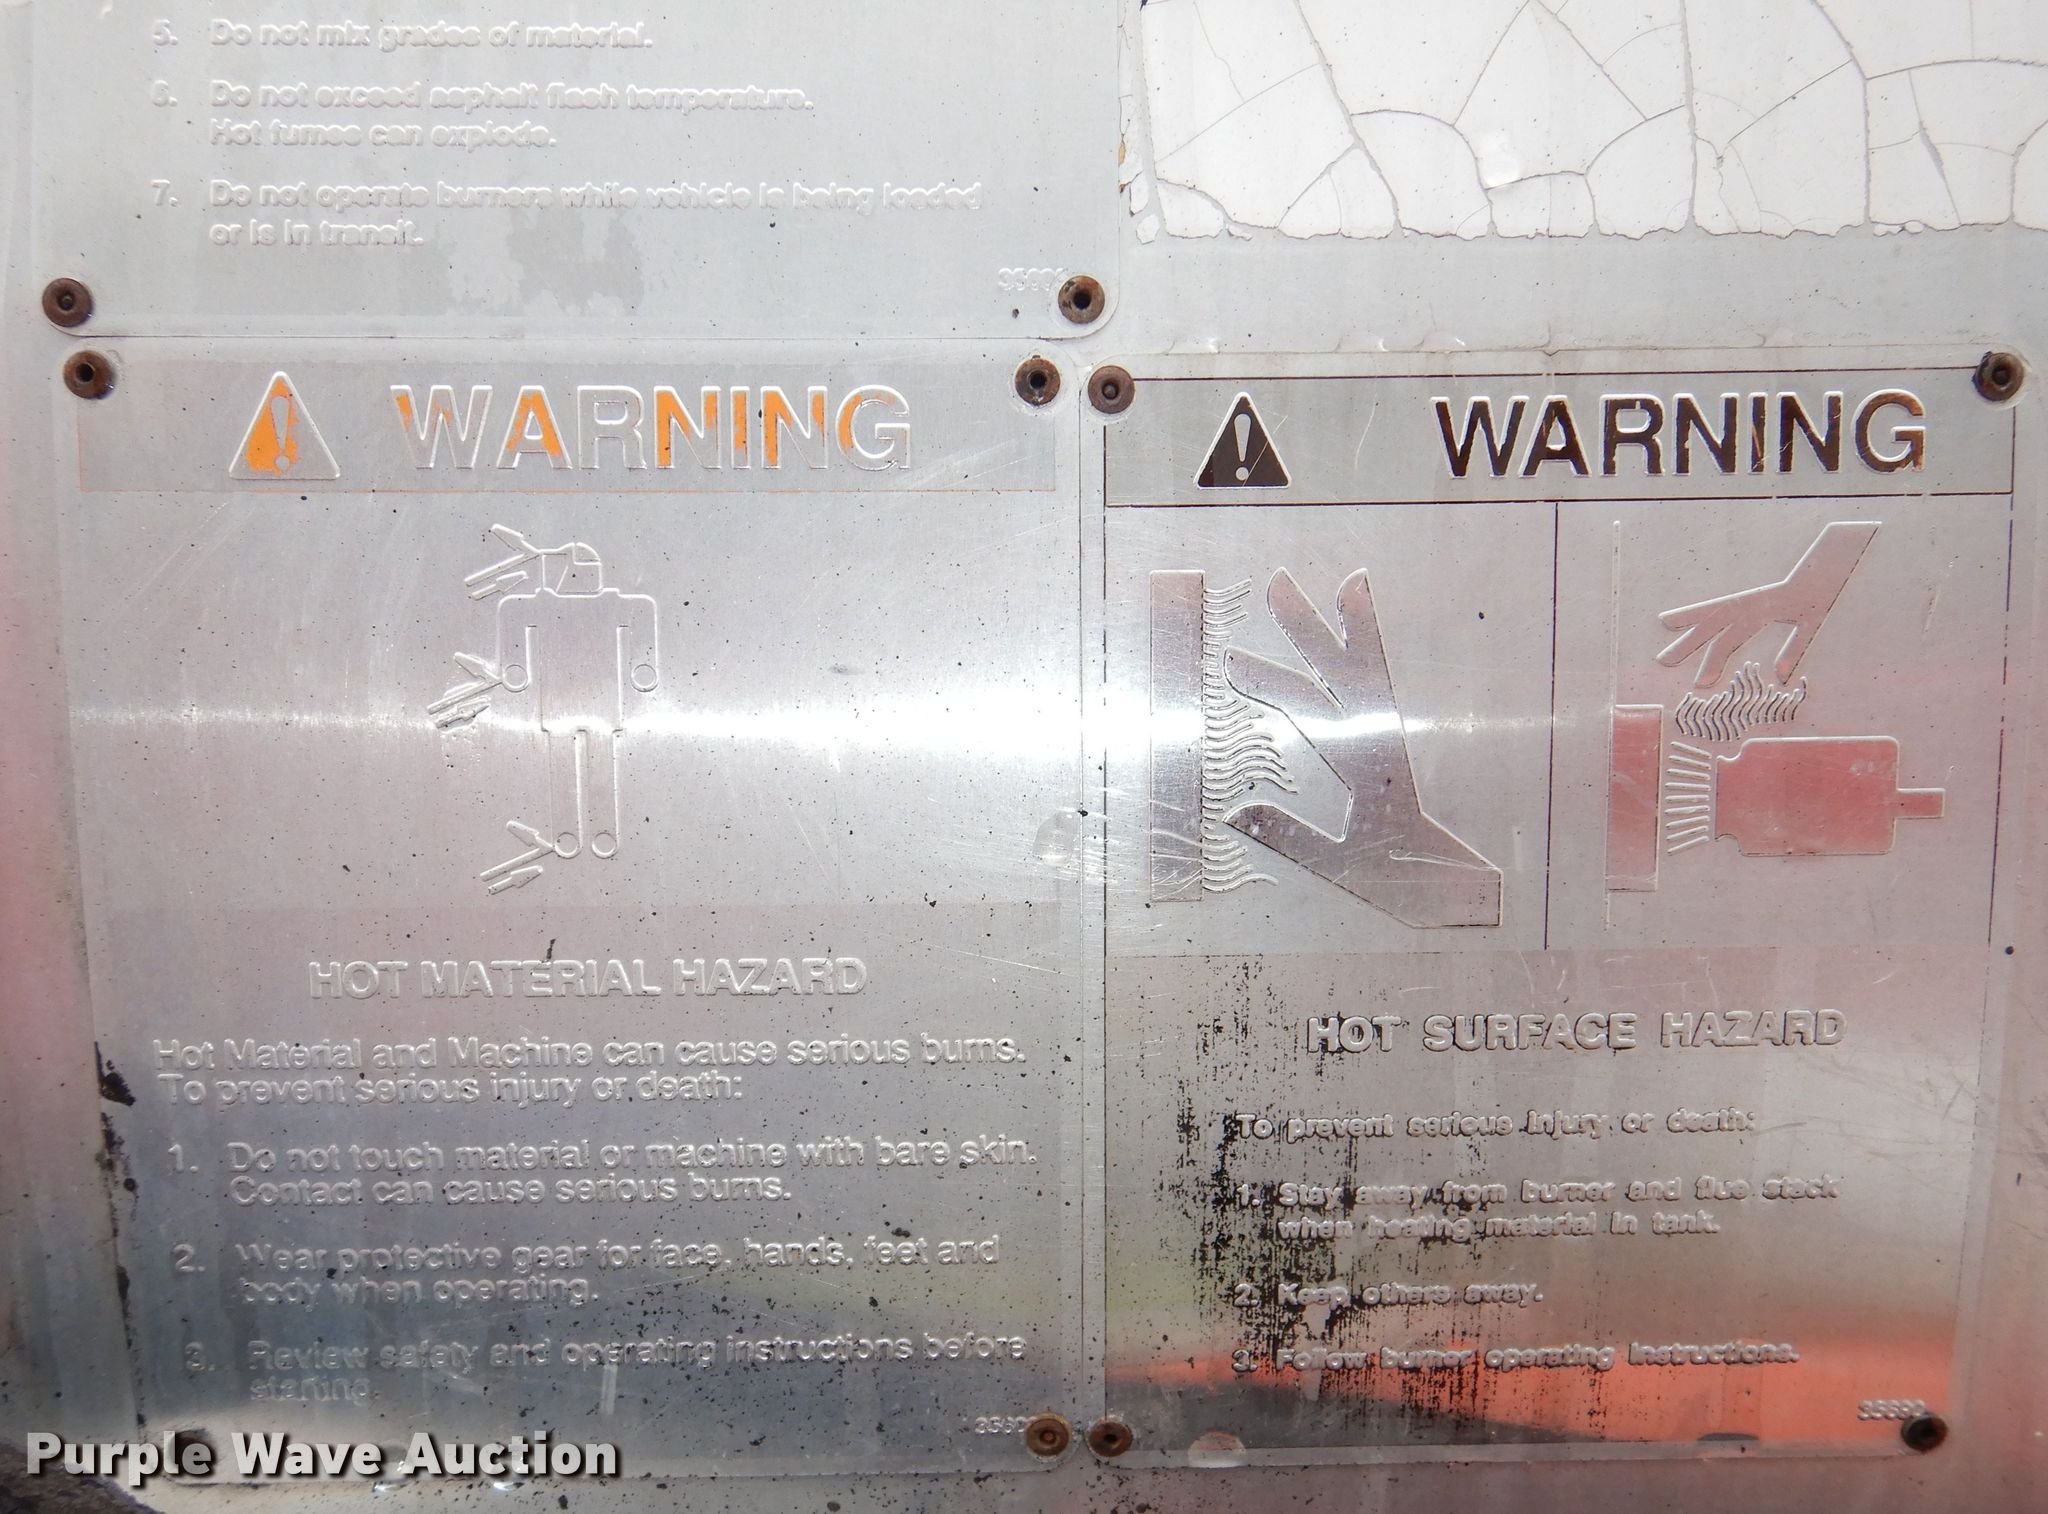 5. Do not mix grades of material.
6. Do not exceed asphalt flash temperature.
Hot fumes can explode.
7. Do not operate burners while vehicle is being loaded
or is in transit.
WARNING
HOT MATERIAL HAZARD
Hot Material and Machine can cause serious burns.
To prevent serious injury or death:
1. Do not touch material or machine with bare skin.
Contact can cause serious burns.
2. Wear protective gear for face, hands, feet and
body when operating.
3. Review safety and operating instructions before
starting.
WARNING
HOT SURFACE HAZARD
To prevent serious injury or death:
1. Stay away from burner and flue stack
when heating material in tank.
2. Keep others away.
3. Follow burner operating instructions.
Purple Wave Auction